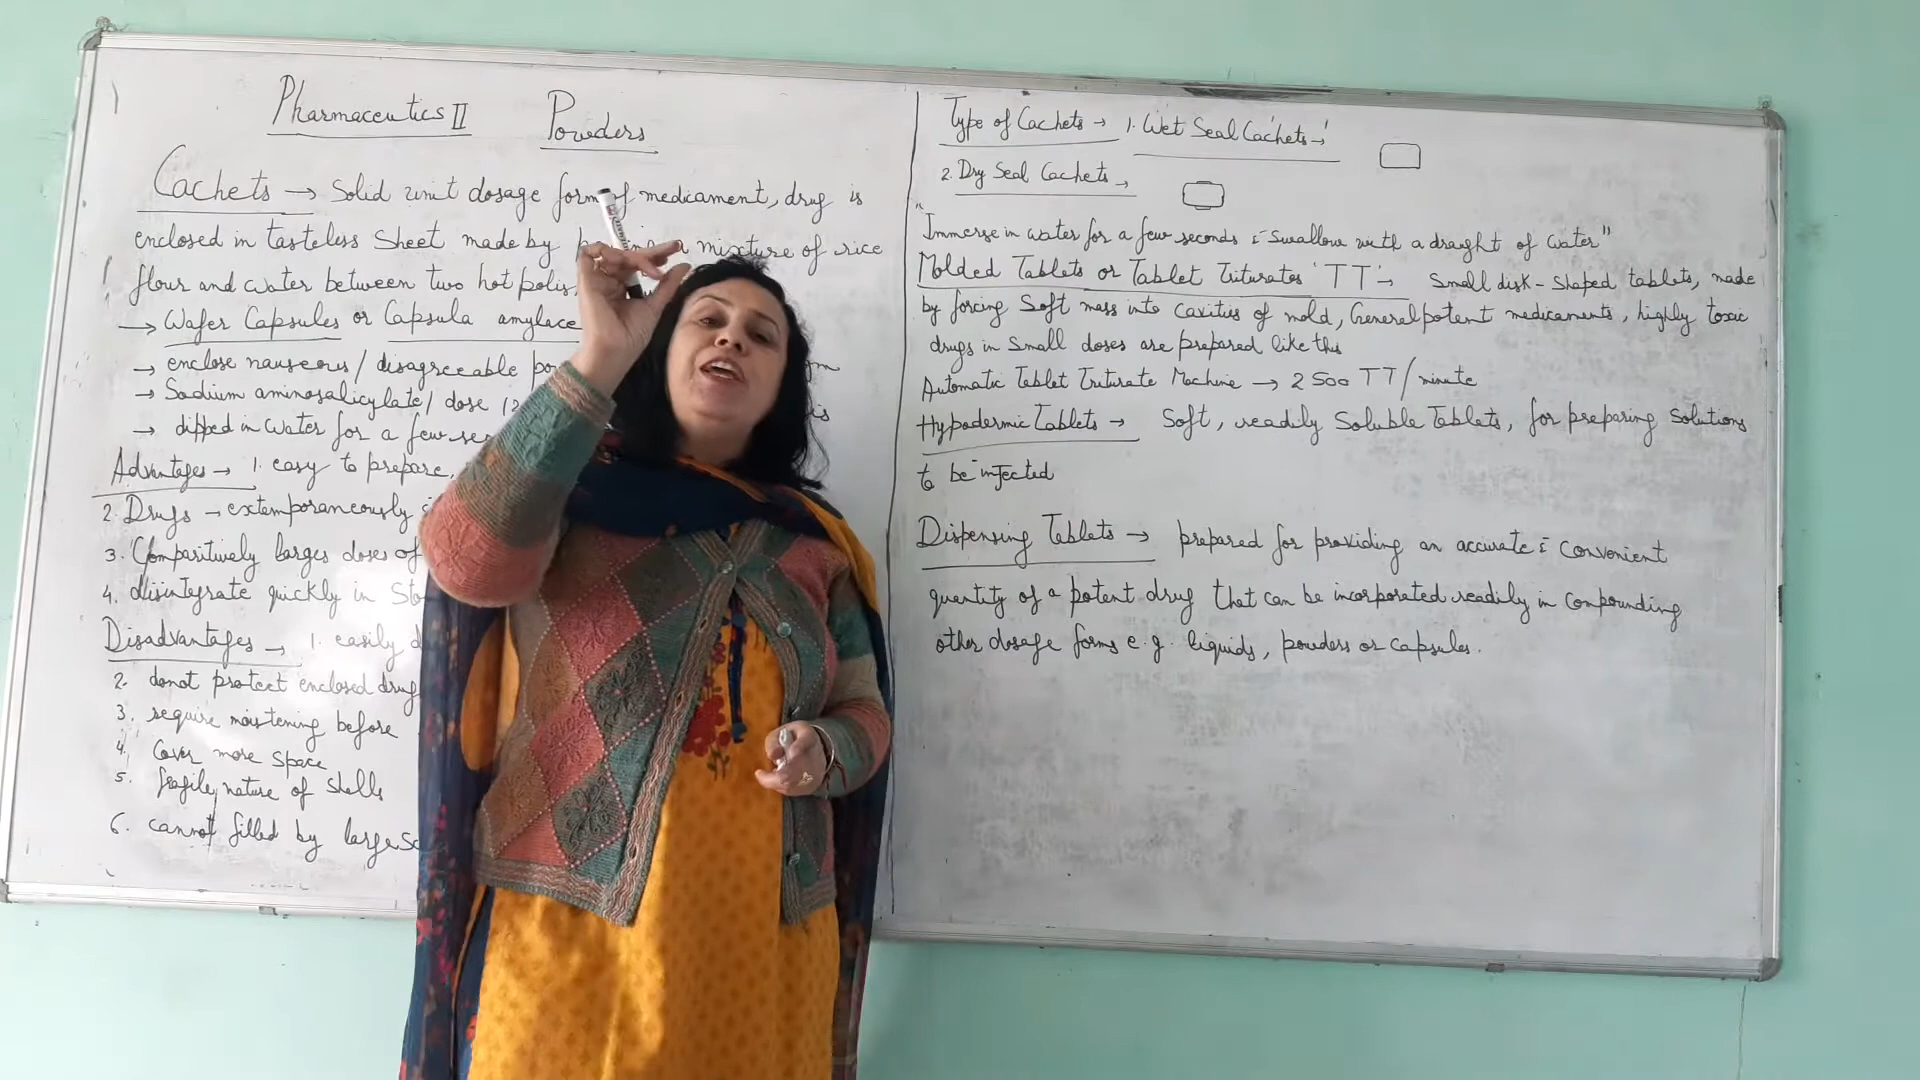 Pharmaceutics II
Powders
Cachets → Solid unit dosage form of medicament, drug is
enclosed in tasteless sheet made by a mixture of rice
flour and water between two hot
→ Wafer Capsules or Capsula amylace
→ enclose nauseous / disagreeable
→ Sodium aminosalicylate / dose
→ dipped in water for a few
Advantages → 1. easy to prepare,
2. Drugs → extemporaneously
3. Comparitively larges doses of
4. disintegrate quickly in
Disadvantages → 1. easily
2. donot protect enclosed drug
3. require moistening before
4. Cover more space
5. fragile nature of shells
6. cannot filled by large
Type of Cachets → 1. Wet Seal Cachets →
2. Dry Seal Cachets →
"Immerse in water for a few seconds & Swallow with a draught of water"
Molded Tablets or Tablet Triturates 'TT' → Small disk-shaped tablets, made
by forcing Soft mass into cavities of mold, General potent medicaments, highly toxic
drugs in small doses are prepared like this
Automatic Tablet Triturate Machine → 2500 TT / minute
Hypodermic Tablets → Soft, readily Soluble Tablets, for preparing solutions
to be injected
Dispensing Tablets → prepared for providing an accurate & convenient
quantity of a potent drug that can be incorporated readily in compounding
other dosage forms e.g. liquids, powders or capsules.